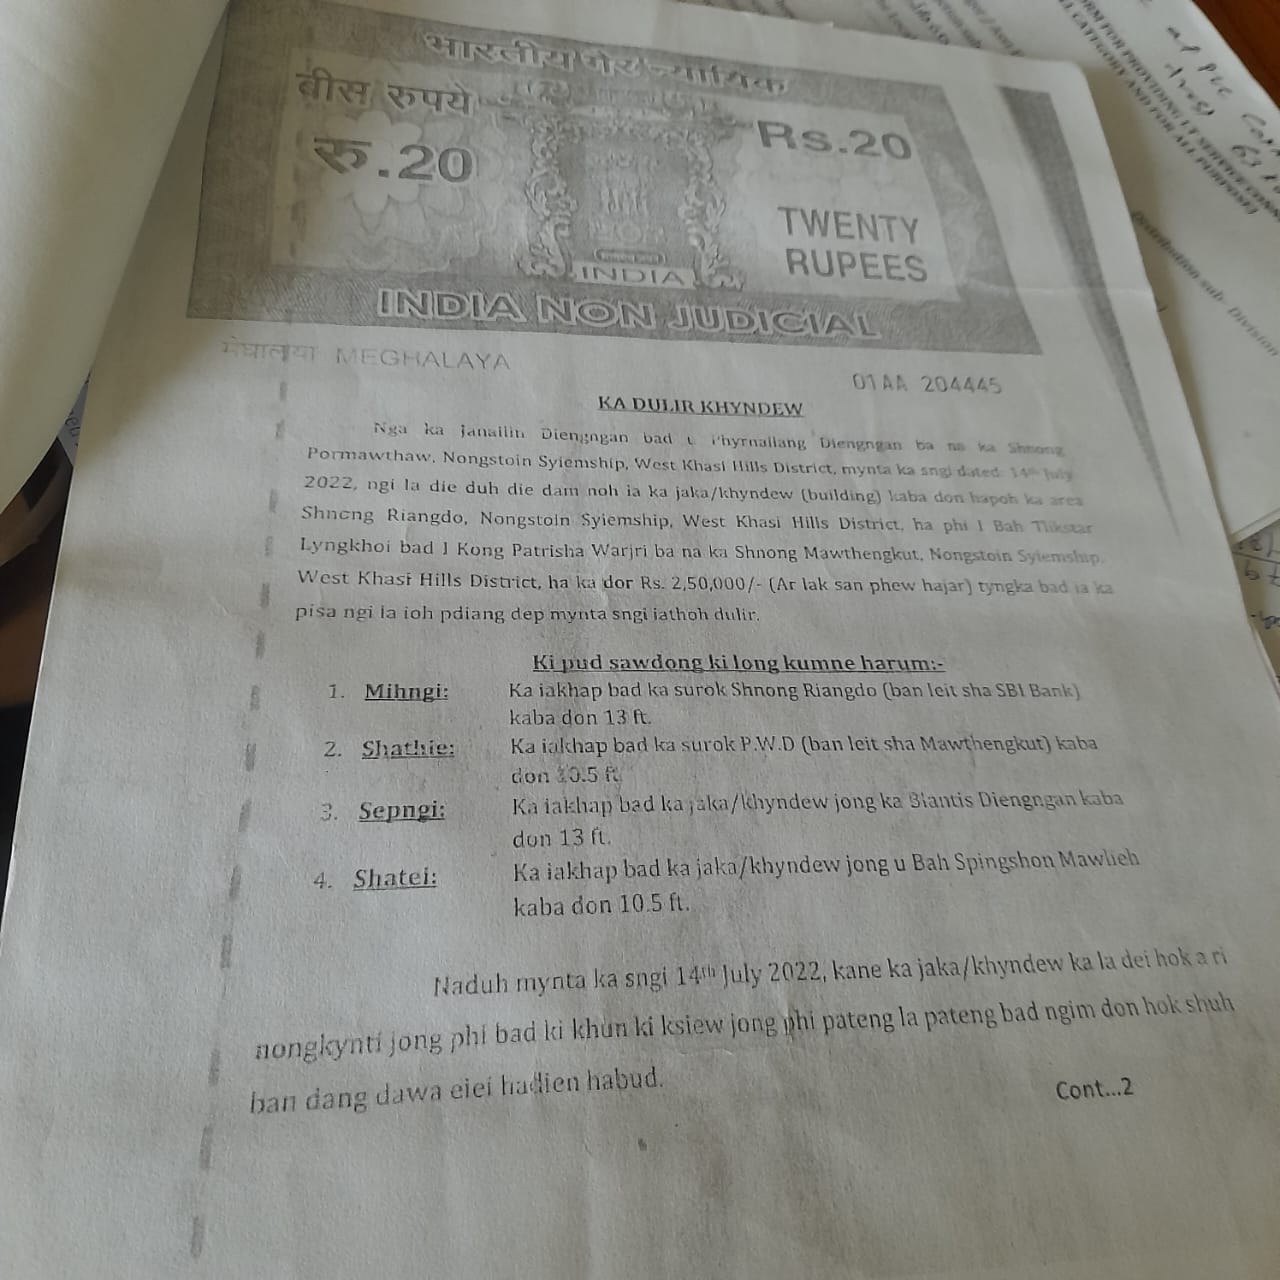 भारतीय गैर न्यायिक
बीस रुपये
रु.20
Rs.20
TWENTY
RUPEES
INDIA
INDIA NON JUDICIAL
मेघालया MEGHALAYA
01AA 204445
KA DULIR KHYNDEW
Nga ka Janailin Diengngan bad u Phyrnailang Diengngan ba na ka Shnong
Pormawthaw, Nongstoin Syiemship, West Khasi Hills District, mynta ka sngi dated: 14th July
2022, ngi la die duh die dam noh ia ka jaka/khyndew (building) kaba don hapoh ka area
Shnong Riangdo, Nongstoin Syiemship, West Khasi Hills District, ha phi I Bah Tlikstar
Lyngkhoi bad I Kong Patrisha Warjri ba na ka Shnong Mawthengkut, Nongstoin Syiemship,
West Khasi Hills District, ha ka dor Rs. 2,50,000/- (Ar lak san phew hajar) tyngka bad ia ka
pisa ngi la ioh pdiang dep mynta sngi iathoh dulir.
Ki pud sawdong ki long kumne harum:-
1. Mihngi: Ka iakhap bad ka surok Shnong Riangdo (ban leit sha SBI Bank)
kaba don 13 ft.
2. Shathie: Ka iakhap bad ka surok P.W.D (ban leit sha Mawthengkut) kaba
don 10.5 ft
3. Sepngi: Ka iakhap bad ka jaka/khyndew jong ka Blantis Diengngan kaba
don 13 ft.
4. Shatei: Ka iakhap bad ka jaka/khyndew jong u Bah Spingshon Mawlieh
kaba don 10.5 ft.
Naduh mynta ka sngi 14th July 2022, kane ka jaka/khyndew ka la dei hok a ri
nongkynti jong phi bad ki khun ki ksiew jong phi pateng la pateng bad ngim don hok shuh
ban dang dawa eiei hadien habud.
Cont...2